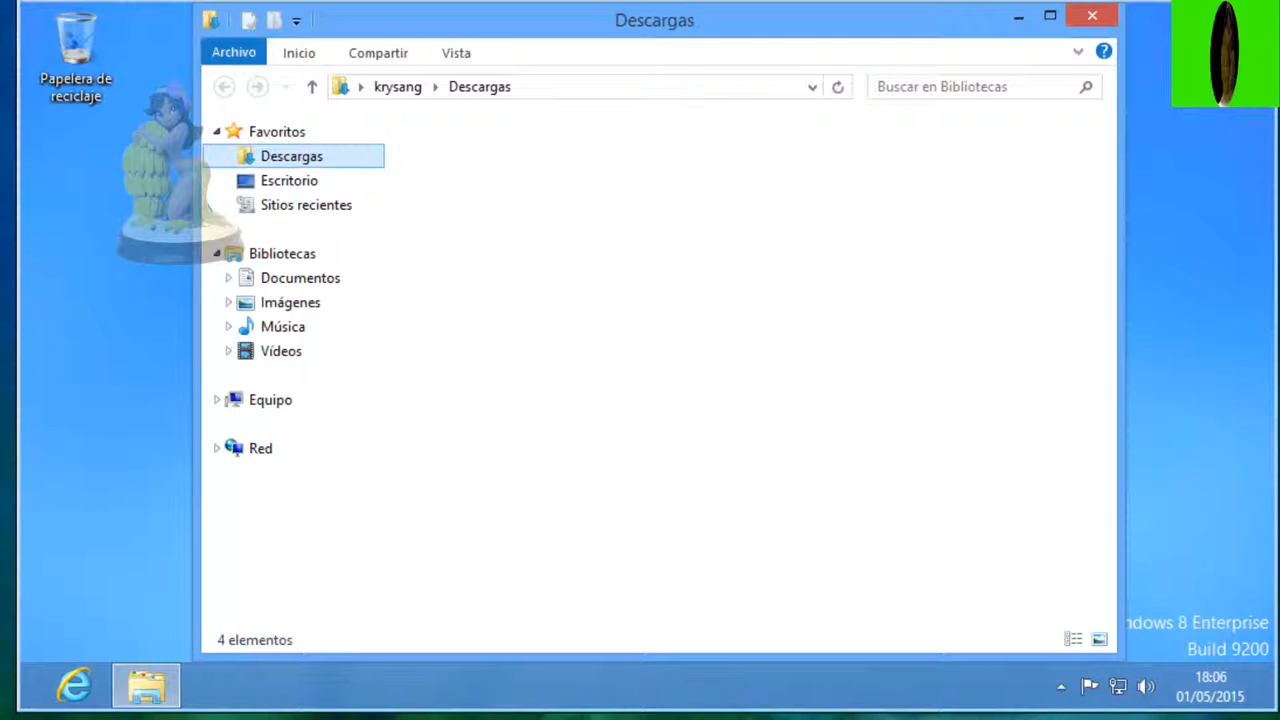 Descargas
Papelera de
reciclaje
Archivo
Inicio
Compartir
Vista
krysang
Descargas
Buscar en Bibliotecas
Favoritos
Descargas
Escritorio
Sitios recientes
Bibliotecas
Documentos
Imágenes
Música
Vídeos
Equipo
Red
4 elementos
ndows 8 Enterprise
Build 9200
18:06
01/05/2015